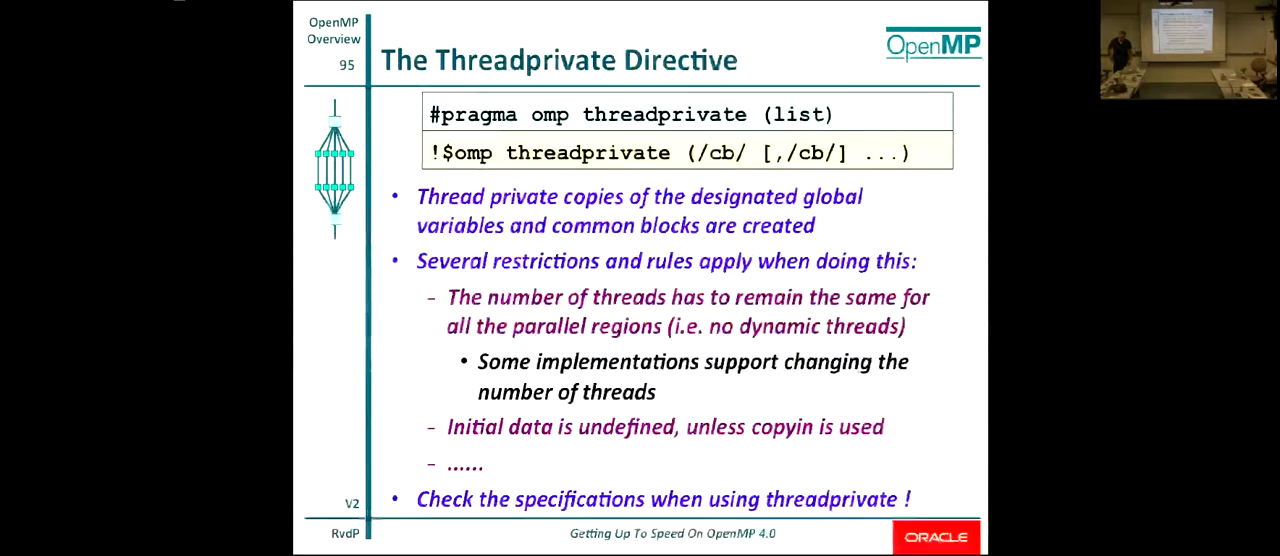 OpenMP
Overview
95
The Threadprivate Directive
OpenMP
#pragma omp threadprivate (list)
!$omp threadprivate (/cb/ [,/cb/] ...)
• Thread private copies of the designated global
variables and common blocks are created
• Several restrictions and rules apply when doing this:
– The number of threads has to remain the same for
all the parallel regions (i.e. no dynamic threads)
• Some implementations support changing the
number of threads
– Initial data is undefined, unless copyin is used
– ......
• Check the specifications when using threadprivate !
V2
RvdP
Getting Up To Speed On OpenMP 4.0
ORACLE